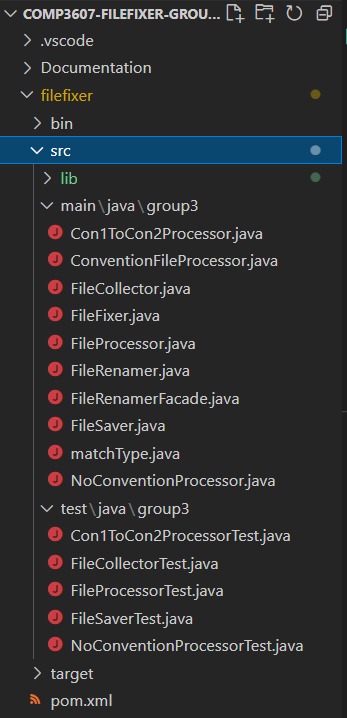 COMP3607-FILEFIXER-GROU...
.vscode
Documentation
filefixer
bin
src
lib
main\java\group3
J Con1ToCon2Processor.java
J ConventionFileProcessor.java
J FileCollector.java
J FileFixer.java
J FileProcessor.java
J FileRenamer.java
J FileRenamerFacade.java
J FileSaver.java
J matchType.java
J NoConventionProcessor.java
test\java\group3
J Con1ToCon2ProcessorTest.java
J FileCollectorTest.java
J FileProcessorTest.java
J FileSaverTest.java
J NoConventionProcessorTest.java
target
pom.xml